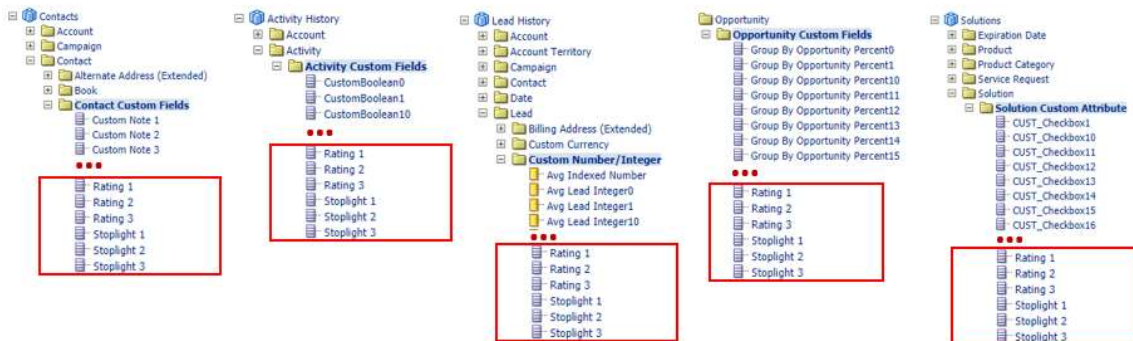 Contacts
Account
Campaign
Contact
Alternate Address (Extended)
Book
Contact Custom Fields
Custom Note 1
Custom Note 2
Custom Note 3
Rating 1
Rating 2
Rating 3
Stoplight 1
Stoplight 2
Stoplight 3
Activity History
Account
Activity
Activity Custom Fields
CustomBoolean0
CustomBoolean1
CustomBoolean10
Rating 1
Rating 2
Rating 3
Stoplight 1
Stoplight 2
Stoplight 3
Lead History
Account
Account Territory
Campaign
Contact
Date
Lead
Billing Address (Extended)
Custom Currency
Custom Number/Integer
Avg Indexed Number
Avg Lead Integer0
Avg Lead Integer1
Avg Lead Integer10
Rating 1
Rating 2
Rating 3
Stoplight 1
Stoplight 2
Stoplight 3
Opportunity
Opportunity Custom Fields
Group By Opportunity Percent0
Group By Opportunity Percent1
Group By Opportunity Percent10
Group By Opportunity Percent11
Group By Opportunity Percent12
Group By Opportunity Percent13
Group By Opportunity Percent14
Group By Opportunity Percent15
Rating 1
Rating 2
Rating 3
Stoplight 1
Stoplight 2
Stoplight 3
Solutions
Expiration Date
Product
Product Category
Service Request
Solution
Solution Custom Attribute
CUST_Checkbox1
CUST_Checkbox10
CUST_Checkbox11
CUST_Checkbox12
CUST_Checkbox13
CUST_Checkbox14
CUST_Checkbox15
CUST_Checkbox16
Rating 1
Rating 2
Rating 3
Stoplight 1
Stoplight 2
Stoplight 3